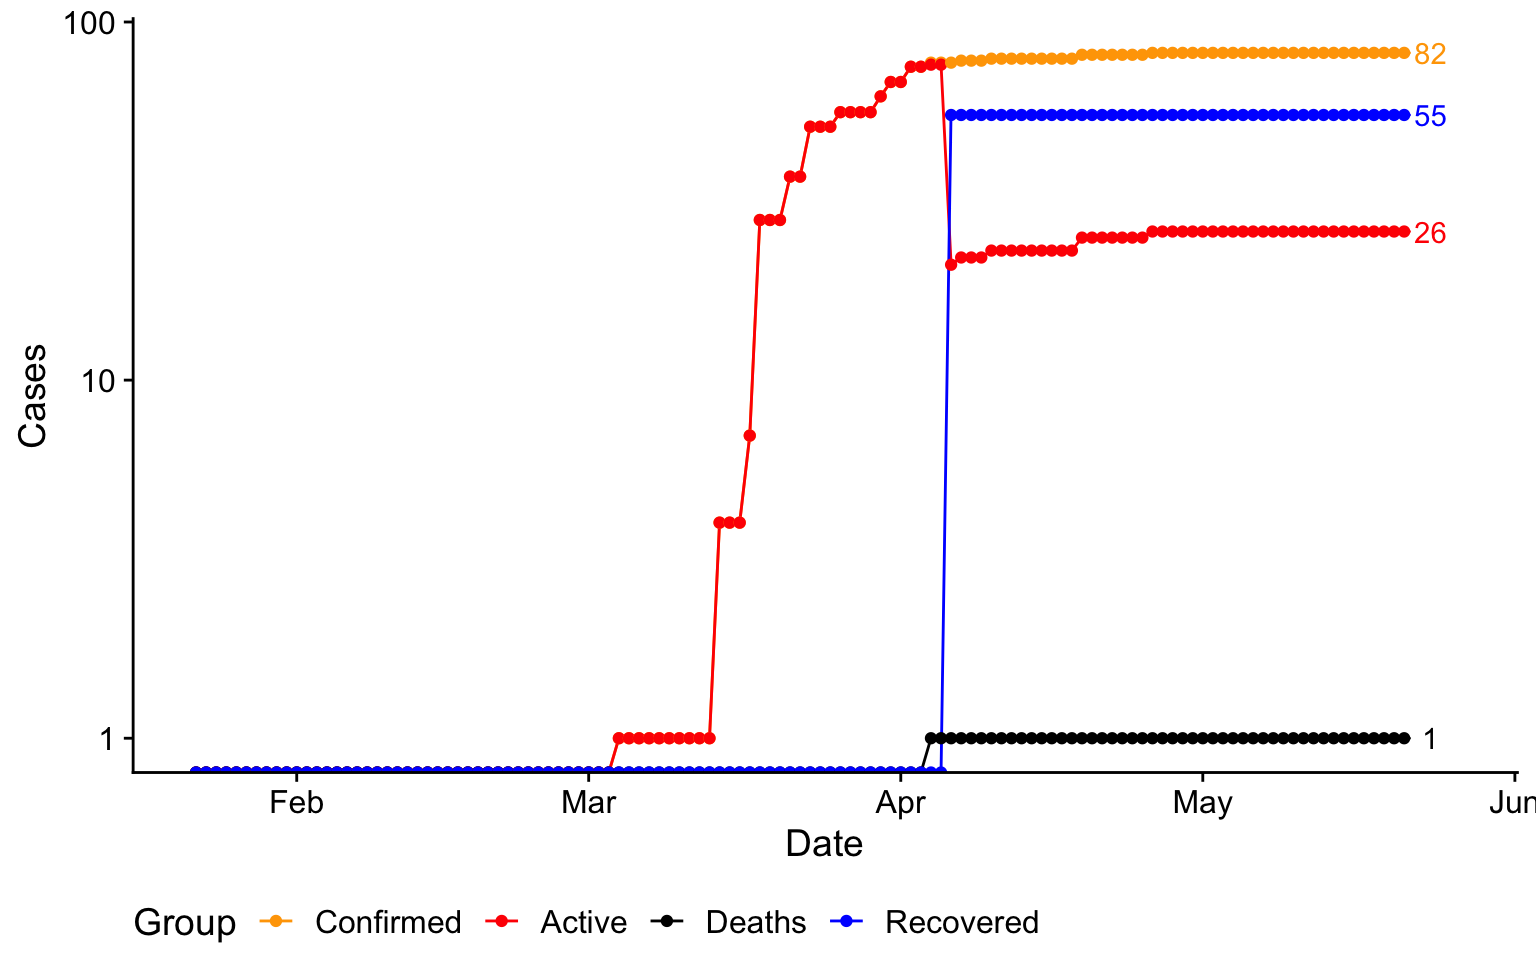 100
82
55
26
10
1
1
Cases
Feb Mar Apr May Jun
Date
Group Confirmed Active Deaths Recovered